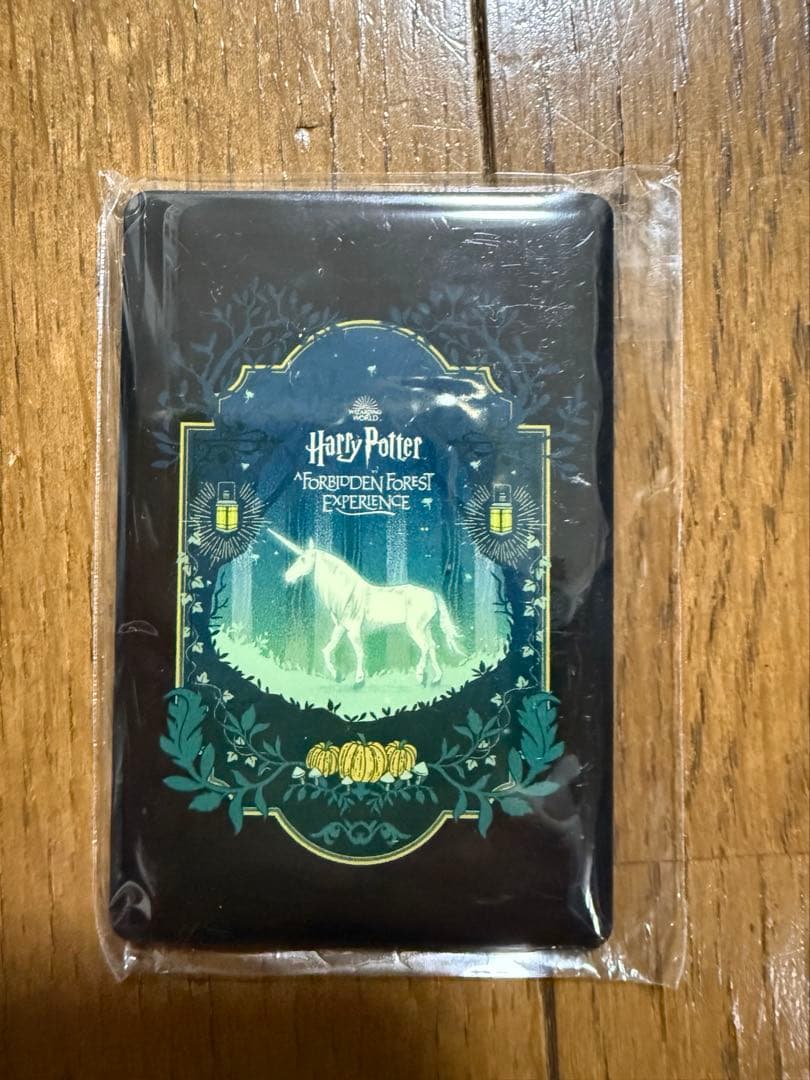 WIZARDING
WORLD
Harry Potter
A FORBIDDEN FOREST
EXPERIENCE